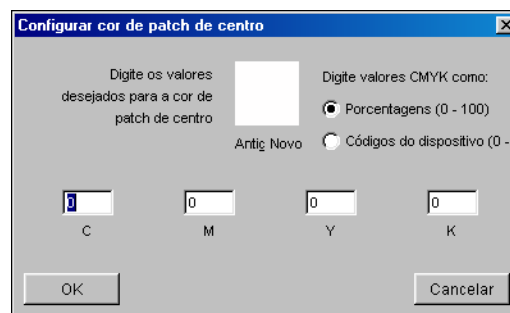 Configurar cor de patch de centro
Digite os valores
desejados para a cor de
patch de centro
Antiç Novo
Digite valores CMYK como:
Porcentagens (0 - 100)
Códigos do dispositivo (0 -
0 0 0 0
C M Y K
OK Cancelar